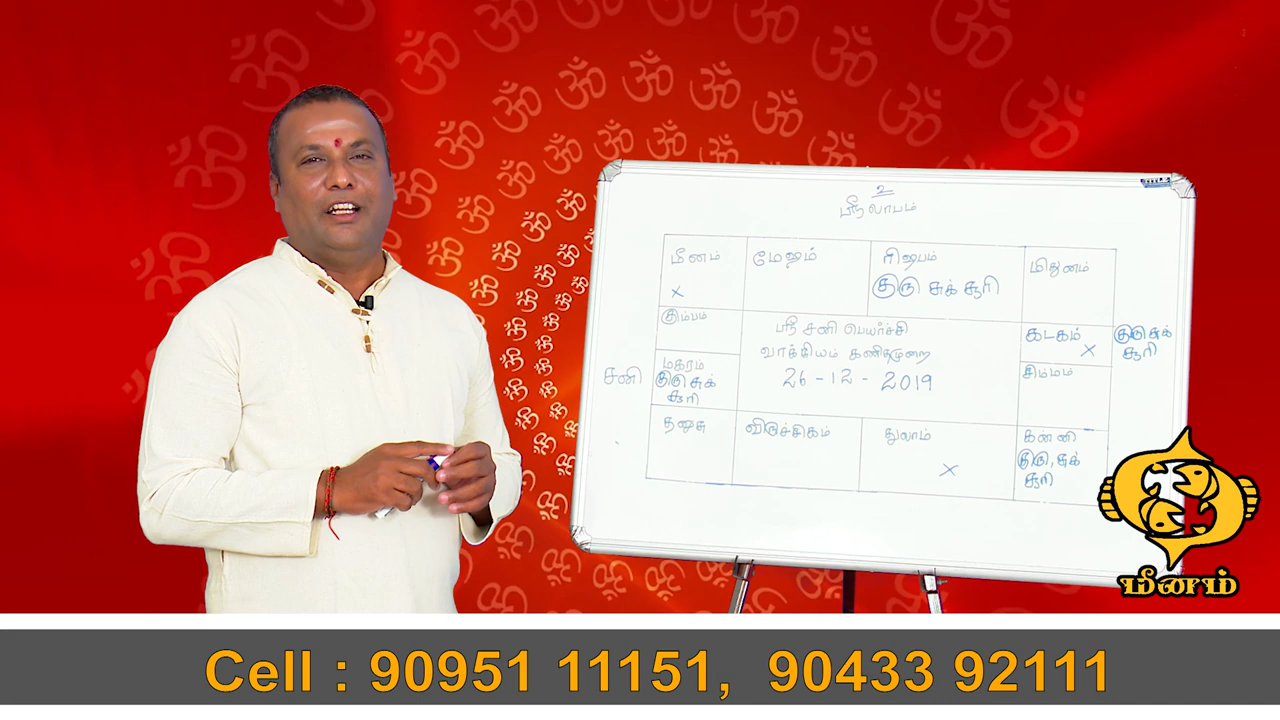 உ
ஸ்ரீ லாபம்
TITLE
மீனம்
X
மேஷம்
ரிஷபம்
குரு சுக் சூரி
மிதுனம்
கும்பம்
ஸ்ரீ சனி பெயர்ச்சி
வாக்கியம் கணிதமுறை
26 - 12 - 2019
கடகம்
X
குரு சுக்
சூரி
சனி
மகரம்
குரு சுக்
சூரி
சிம்மம்
தனுசு
விருச்சிகம்
துலாம்
X
கன்னி
குரு, சுக்
சூரி
மீனம்
Cell : 90951 11151, 90433 92111